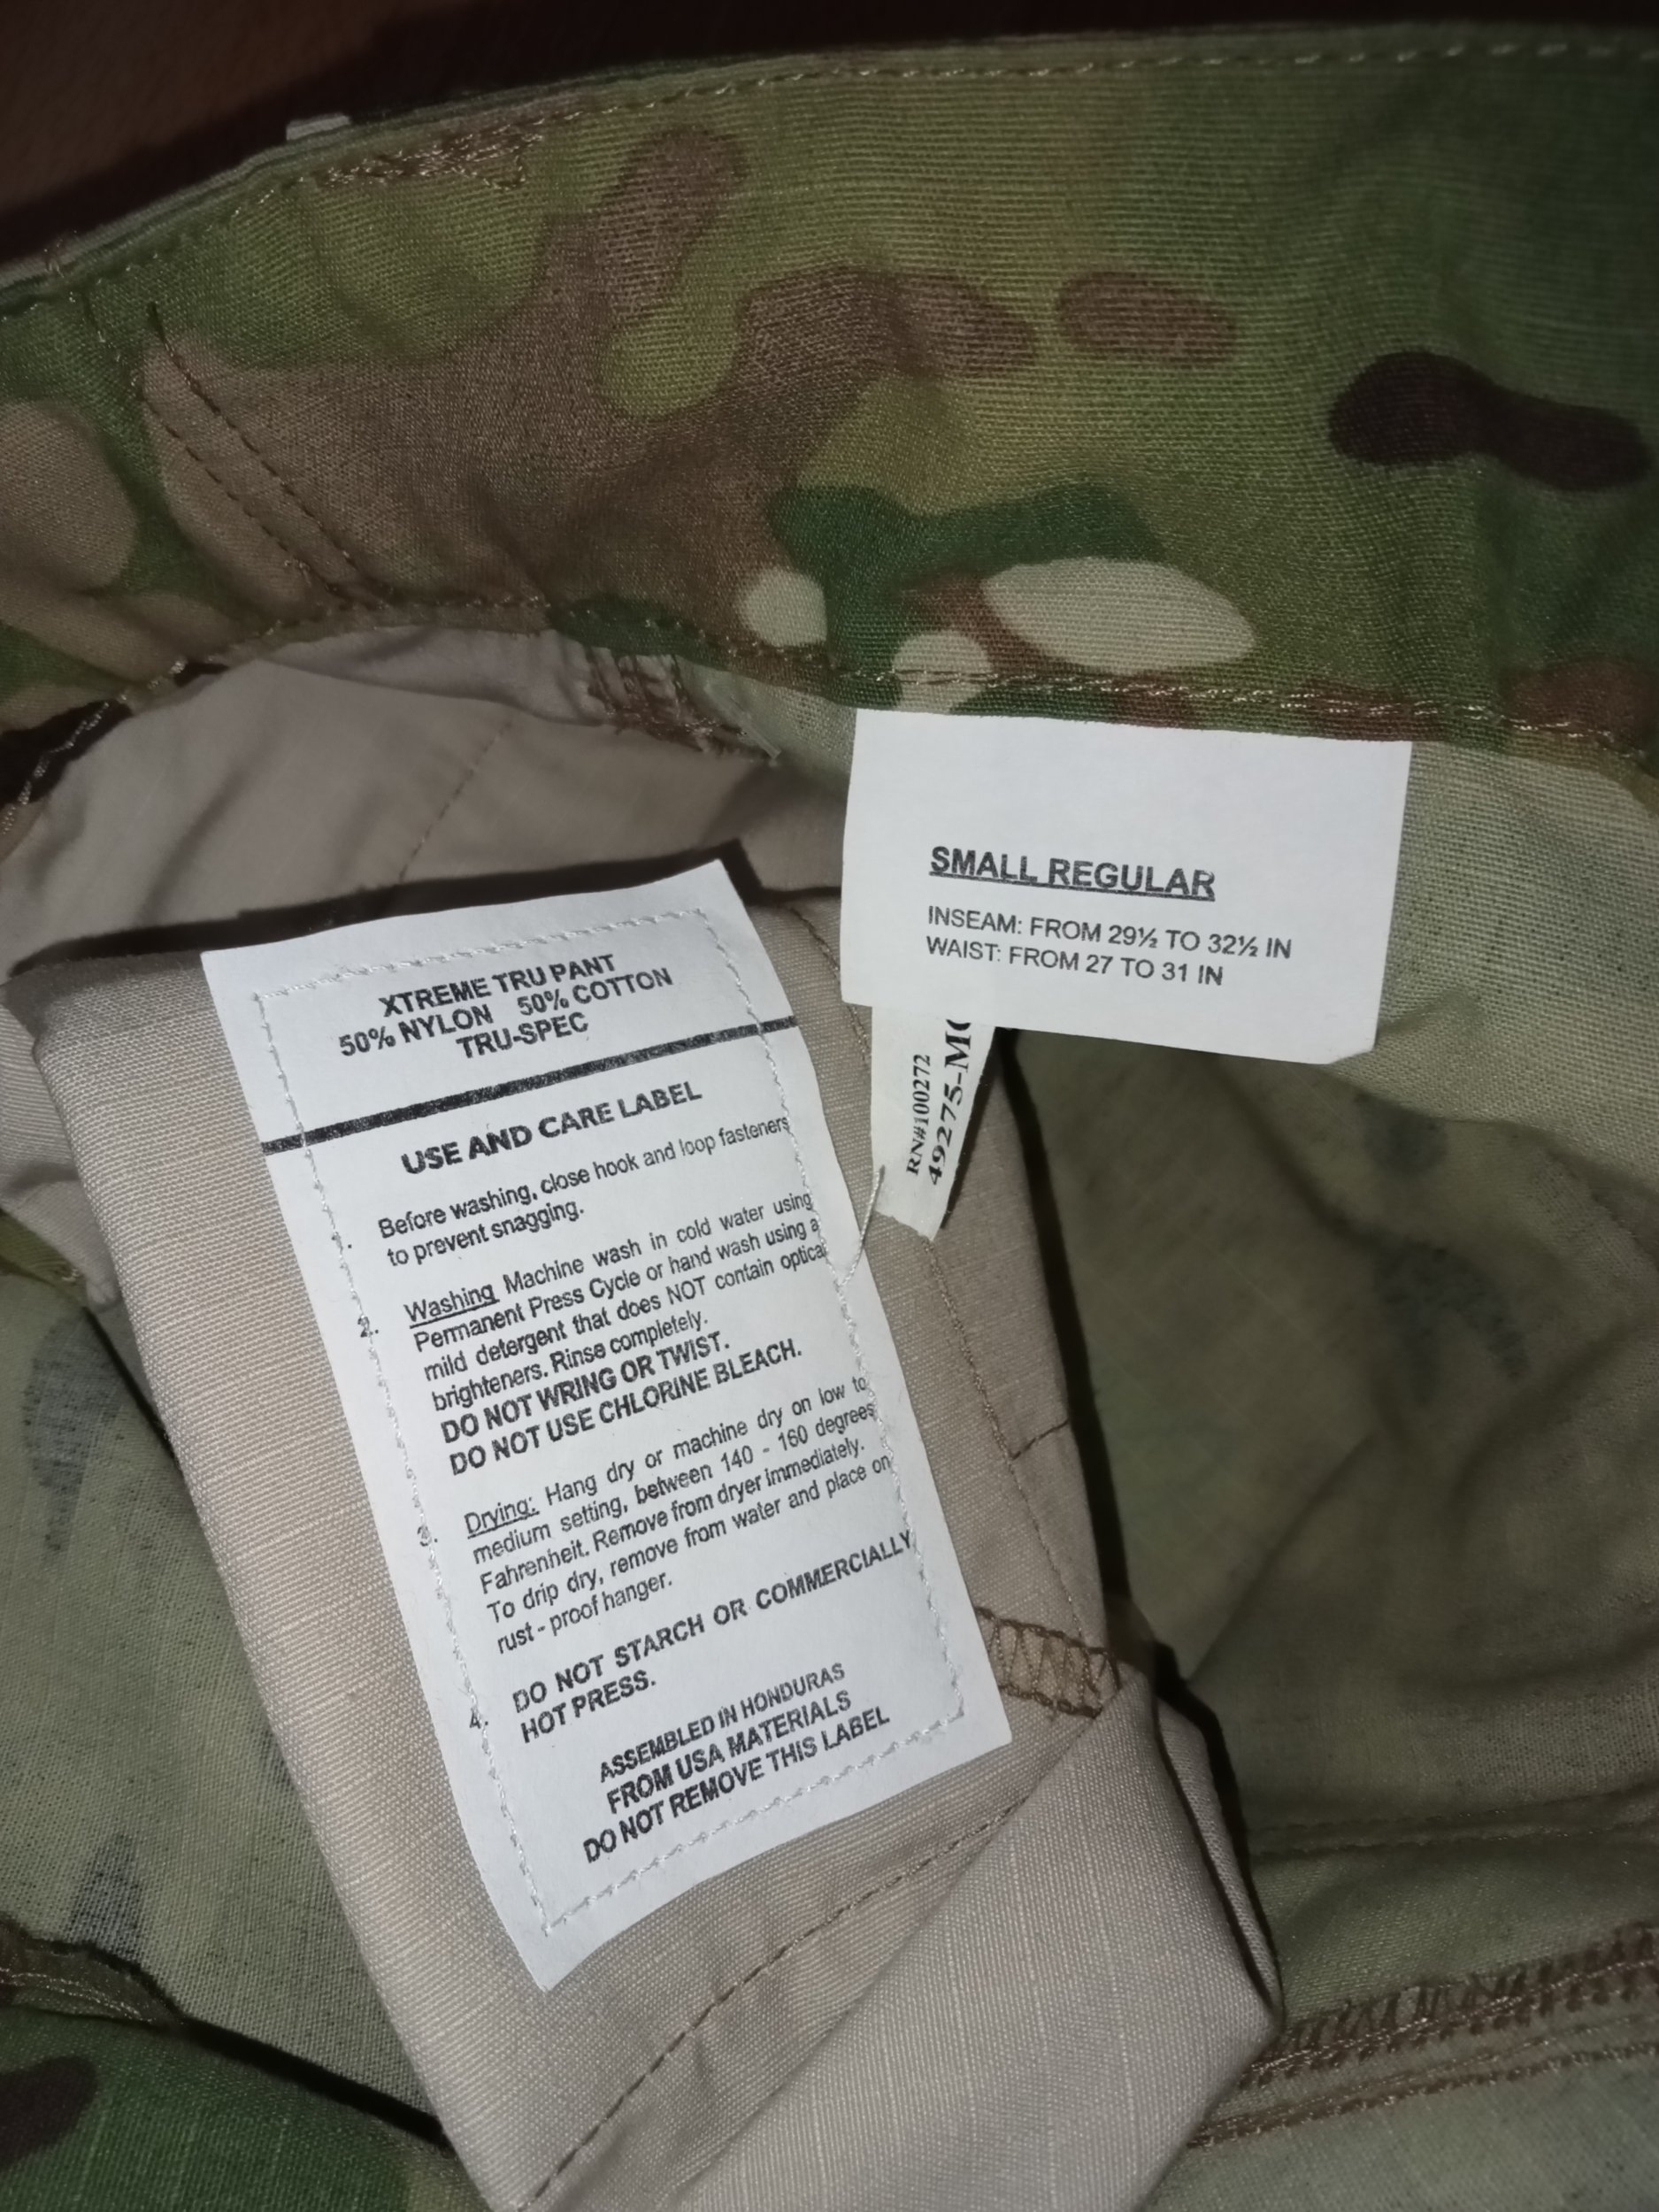 XTREME TRU PANT
50% NYLON 50% COTTON
TRU-SPEC
USE AND CARE LABEL
1. Before washing, close hook and loop fasteners
to prevent snagging.
2. Washing Machine wash in cold water using
Permanent Press Cycle or hand wash using a
mild detergent that does NOT contain optical
brighteners. Rinse completely.
DO NOT WRING OR TWIST.
DO NOT USE CHLORINE BLEACH.
3. Drying: Hang dry or machine dry on low to
medium setting, between 140 - 160 degrees
Fahrenheit. Remove from dryer immediately.
To drip dry, remove from water and place on
rust - proof hanger.
4. DO NOT STARCH OR COMMERCIALLY
HOT PRESS.
ASSEMBLED IN HONDURAS
FROM USA MATERIALS
DO NOT REMOVE THIS LABEL
SMALL REGULAR
INSEAM: FROM 29½ TO 32½ IN
WAIST: FROM 27 TO 31 IN
RN#100272
49275-M